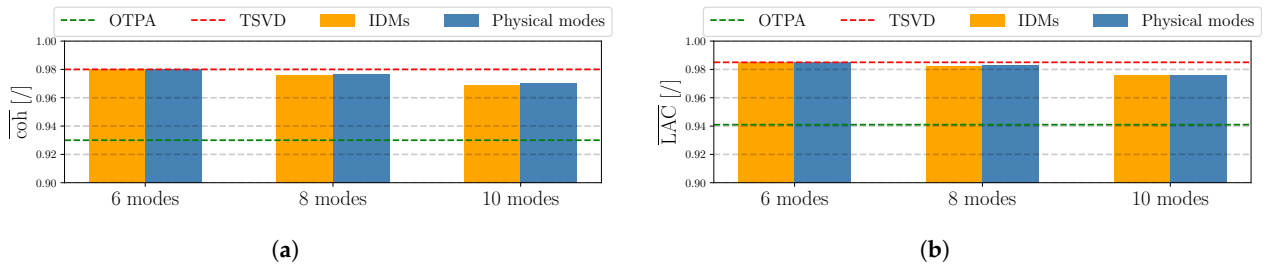 OTPA TSVD IDMs Physical modes
1.00
0.98
0.96
0.94
0.92
0.90
coh [/]
6 modes 8 modes 10 modes
(a)
OTPA TSVD IDMs Physical modes
1.00
0.98
0.96
0.94
0.92
0.90
LAC [/]
6 modes 8 modes 10 modes
(b)